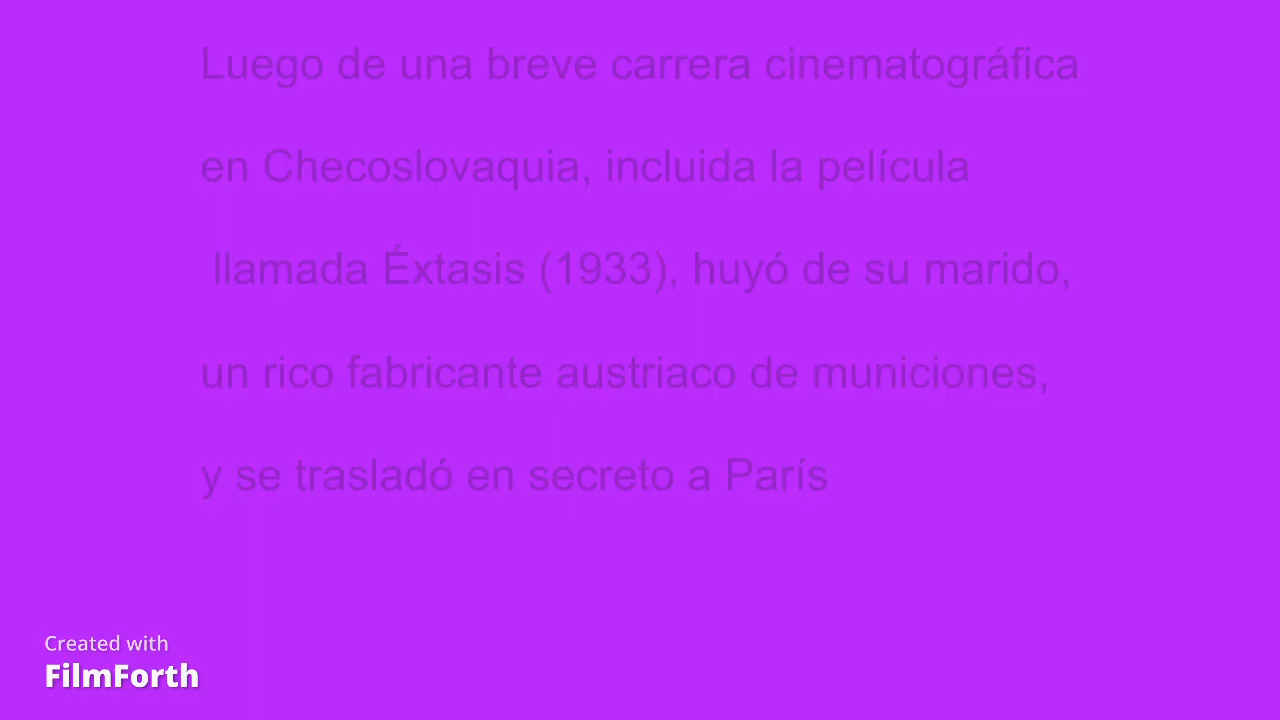 Luego de una breve carrera cinematográfica
en Checoslovaquia, incluida la película
llamada Éxtasis (1933), huyó de su marido,
un rico fabricante austriaco de municiones,
y se trasladó en secreto a París
Created with
FilmForth